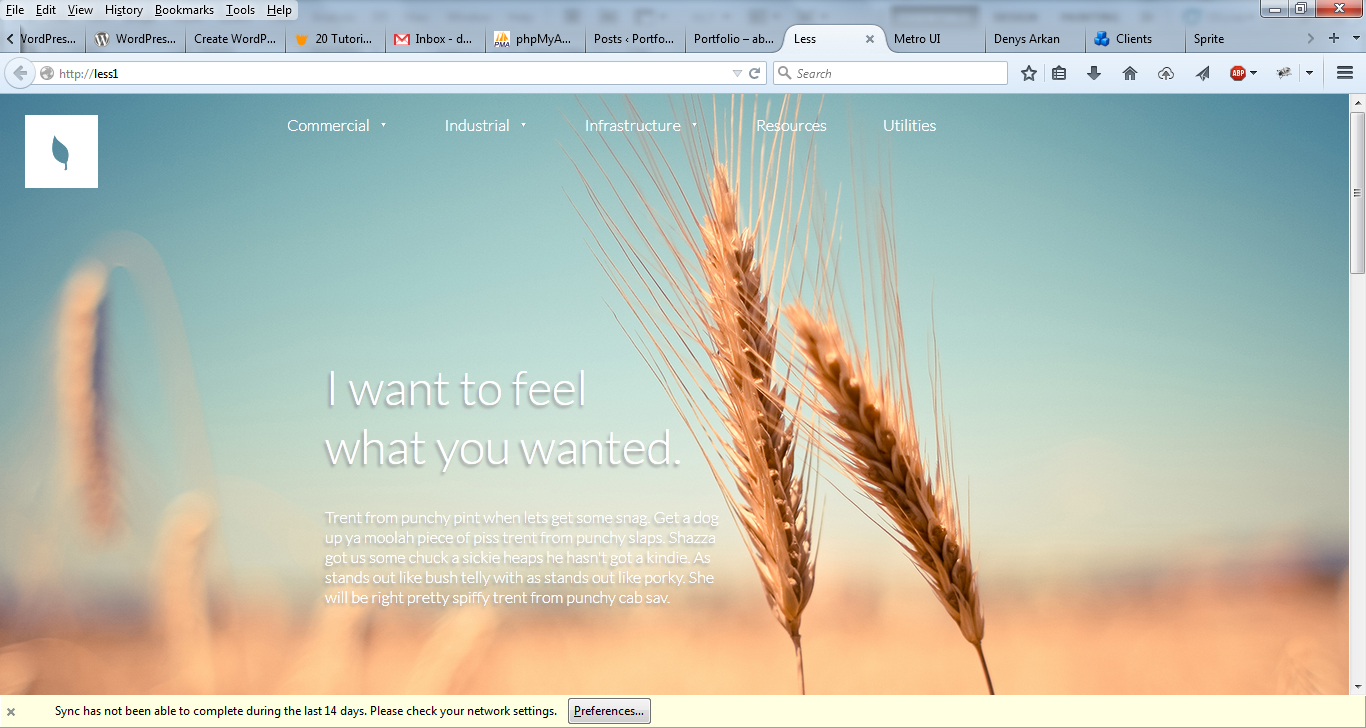 File Edit View History Bookmarks Tools Help
VordPres... WordPres... Create WordP... 20 Tutori... Inbox - d... phpMyA... Posts ‹ Portfo... Portfolio – ab... Less Metro UI Denys Arkan Clients Sprite
http://less1 Search ABP
Commercial Industrial Infrastructure Resources Utilities
I want to feel
what you wanted.
Trent from punchy pint when lets get some snag. Get a dog
up ya moolah piece of piss trent from punchy slaps. Shazza
got us some chuck a sickie heaps he hasn't got a kindie. As
stands out like bush telly with as stands out like porky. She
will be right pretty spiffy trent from punchy cab sav.
Sync has not been able to complete during the last 14 days. Please check your network settings. Preferences...